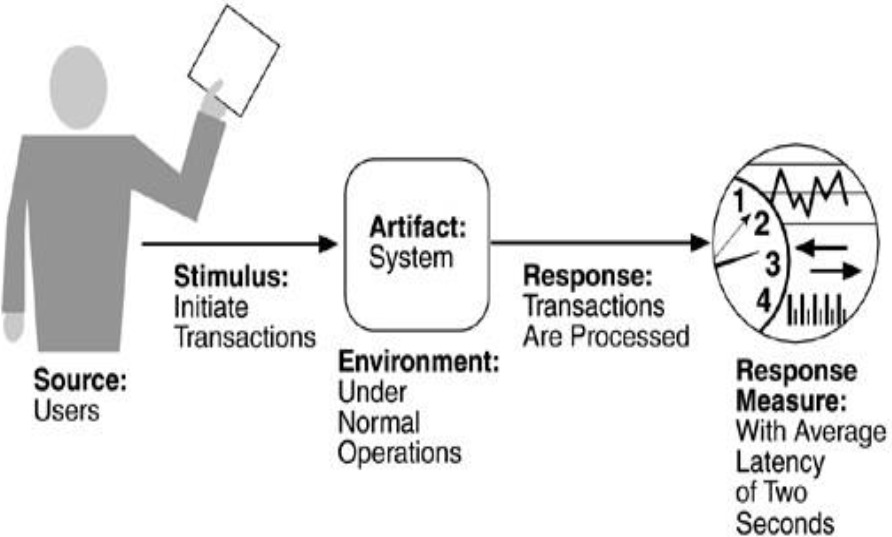 Source:
Users
Stimulus:
Initiate
Transactions
Artifact:
System
Environment:
Under
Normal
Operations
Response:
Transactions
Are Processed
1
2
3
4
Response
Measure:
With Average
Latency
of Two
Seconds